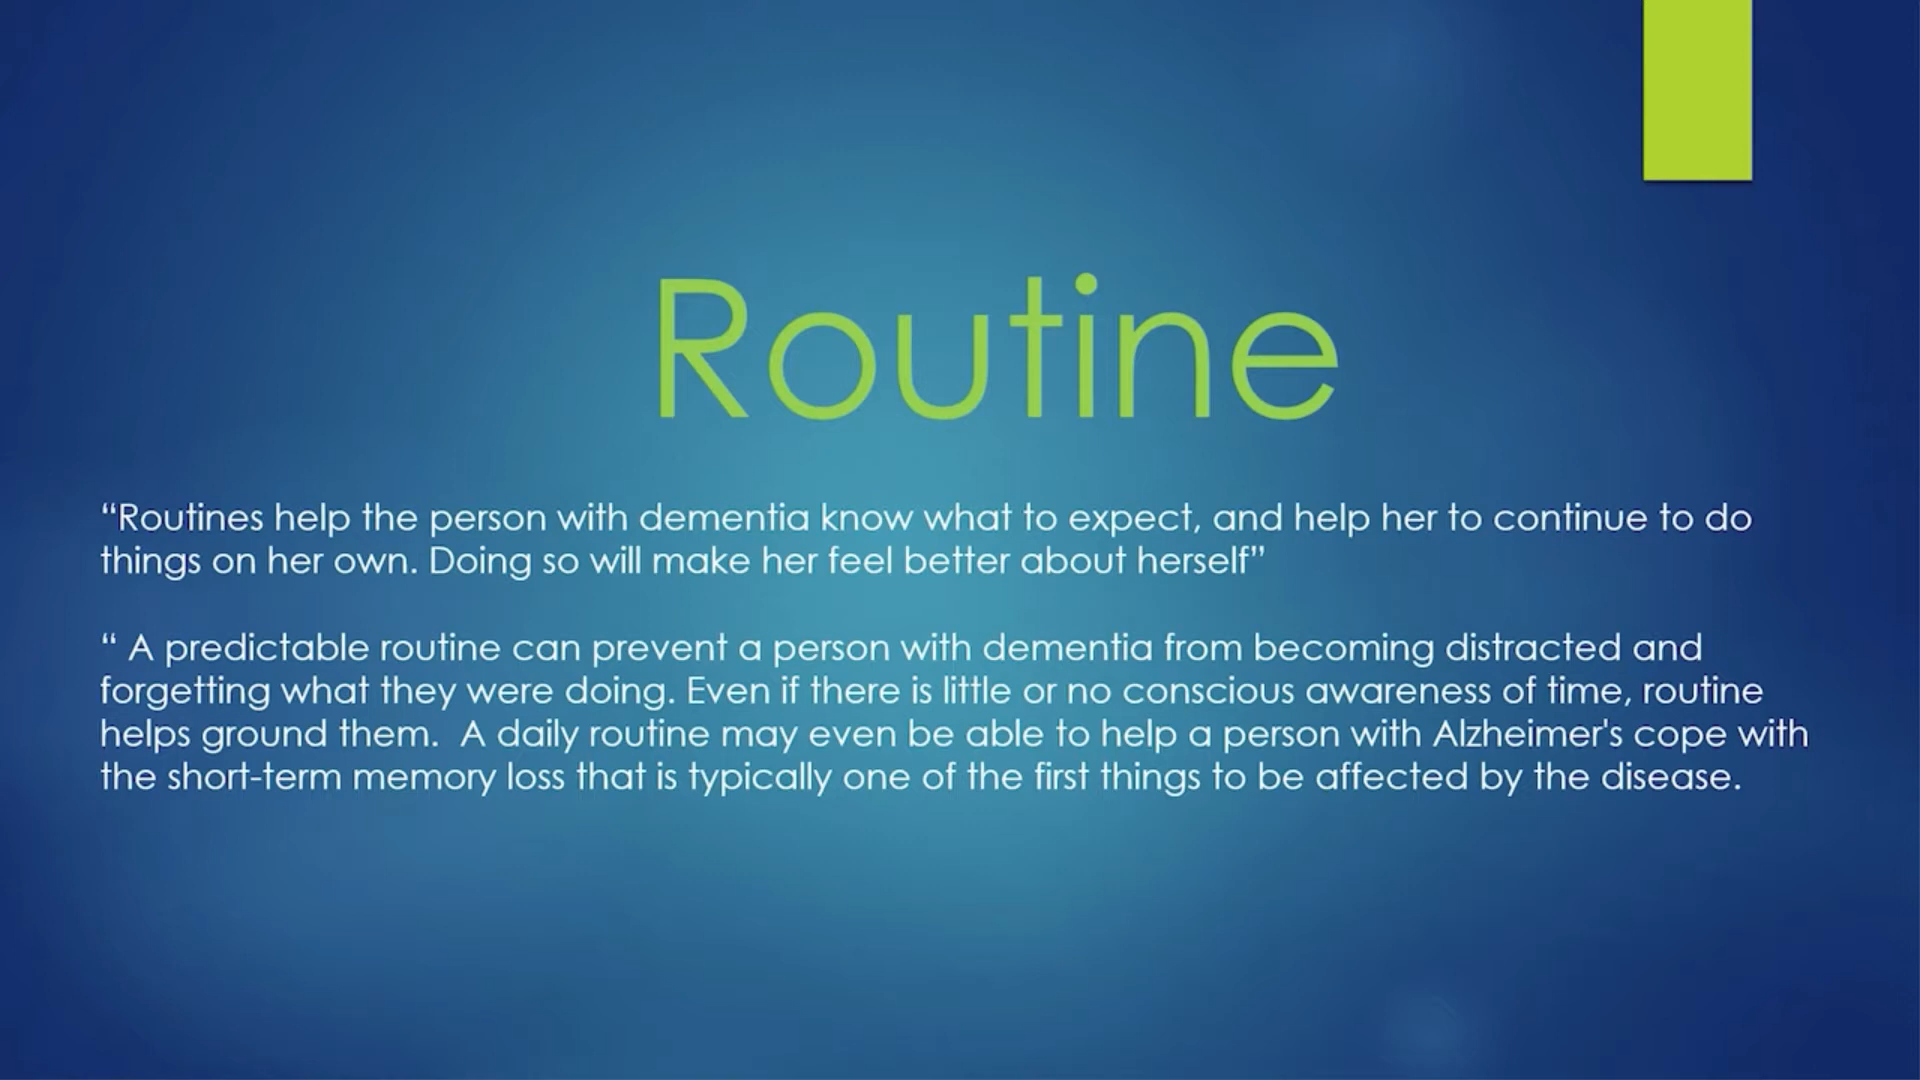 Routine
“Routines help the person with dementia know what to expect, and help her to continue to do
things on her own. Doing so will make her feel better about herself”
“ A predictable routine can prevent a person with dementia from becoming distracted and
forgetting what they were doing. Even if there is little or no conscious awareness of time, routine
helps ground them.  A daily routine may even be able to help a person with Alzheimer's cope with
the short-term memory loss that is typically one of the first things to be affected by the disease.